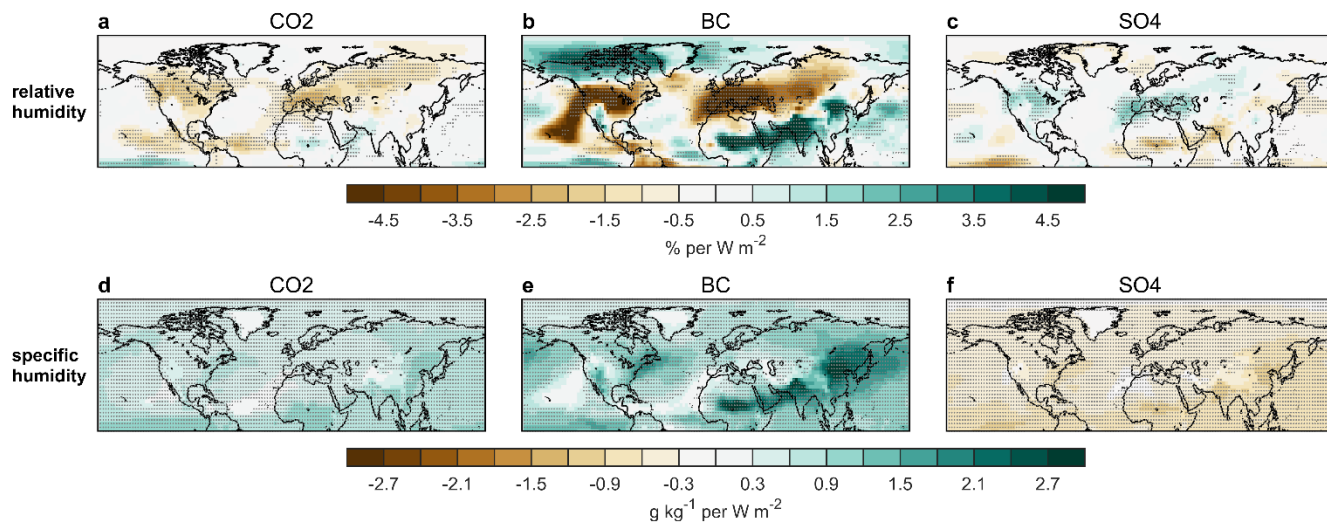 a CO2 b BC c SO4
relative
humidity
-4.5 -3.5 -2.5 -1.5 -0.5 0.5 1.5 2.5 3.5 4.5
% per W m⁻²
d CO2 e BC f SO4
specific
humidity
-2.7 -2.1 -1.5 -0.9 -0.3 0.3 0.9 1.5 2.1 2.7
g kg⁻¹ per W m⁻²